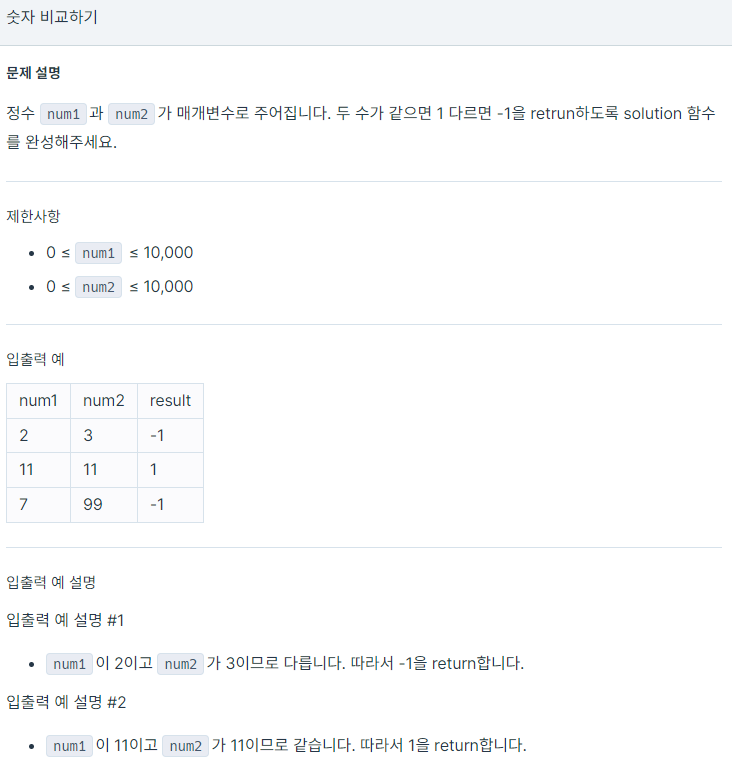 숫자 비교하기
문제 설명
정수 num1 과 num2 가 매개변수로 주어집니다. 두 수가 같으면 1 다르면 -1을 retrun하도록 solution 함수
를 완성해주세요.
제한사항
• 0 ≤ num1 ≤ 10,000
• 0 ≤ num2 ≤ 10,000
입출력 예
num1 num2 result
2 3 -1
11 11 1
7 99 -1
입출력 예 설명
입출력 예 설명 #1
• num1 이 2이고 num2 가 3이므로 다릅니다. 따라서 -1을 return합니다.
입출력 예 설명 #2
• num1 이 11이고 num2 가 11이므로 같습니다. 따라서 1을 return합니다.